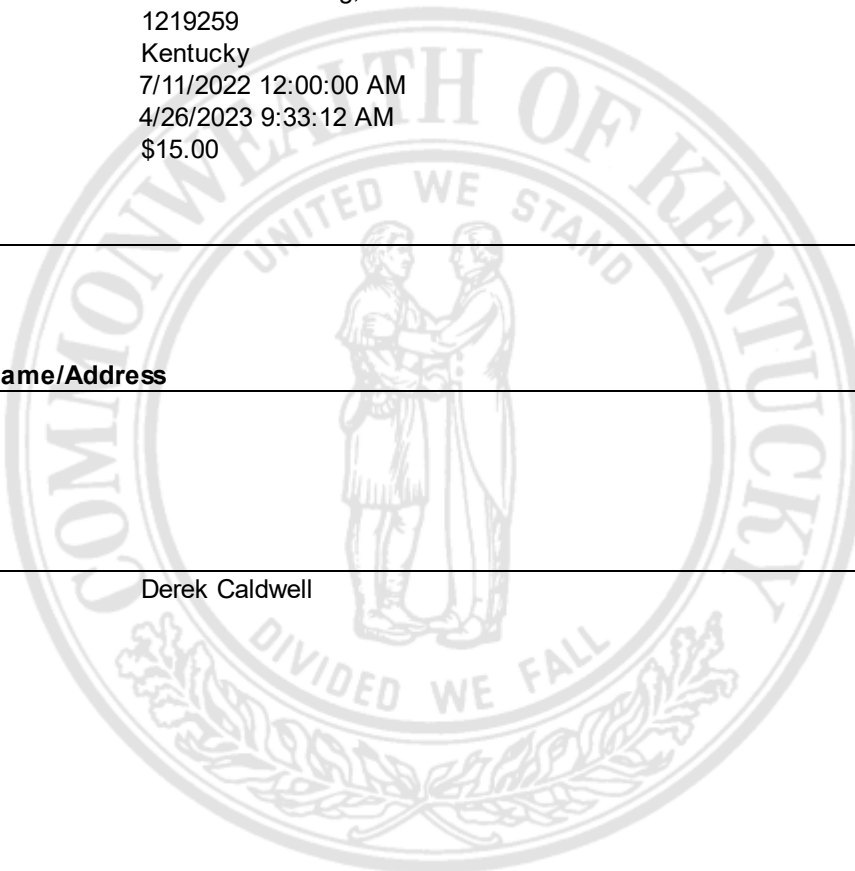 1219259
Kentucky
7/11/2022 12:00:00 AM
4/26/2023 9:33:12 AM
$15.00
COMMONWEALTH OF KENTUCKY
UNITED WE STAND
ame/Address
Derek Caldwell
DIVIDED WE FALL